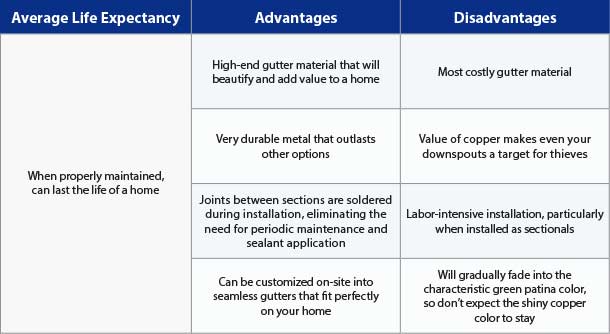 Average Life Expectancy
Advantages
Disadvantages
When properly maintained,
can last the life of a home
High-end gutter material that will
beautify and add value to a home
Most costly gutter material
Very durable metal that outlasts
other options
Value of copper makes even your
downspouts a target for thieves
Joints between sections are soldered
during installation, eliminating the
need for periodic maintenance and
sealant application
Labor-intensive installation, particularly
when installed as sectionals
Can be customized on-site into
seamless gutters that fit perfectly
on your home
Will gradually fade into the
characteristic green patina color,
so don't expect the shiny copper
color to stay